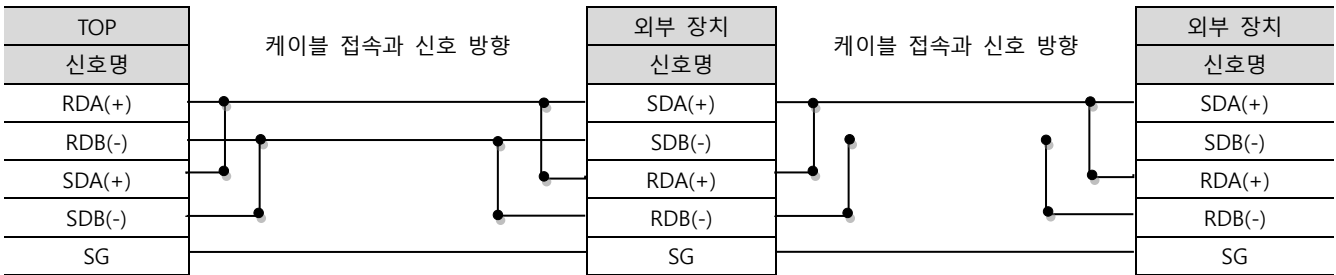 TOP 케이블 접속과 신호 방향 외부 장치 케이블 접속과 신호 방향 외부 장치
신호명 신호명 신호명
RDA(+) SDA(+) SDA(+)
RDB(-) SDB(-) SDB(-)
SDA(+) RDA(+) RDA(+)
SDB(-) RDB(-) RDB(-)
SG SG SG